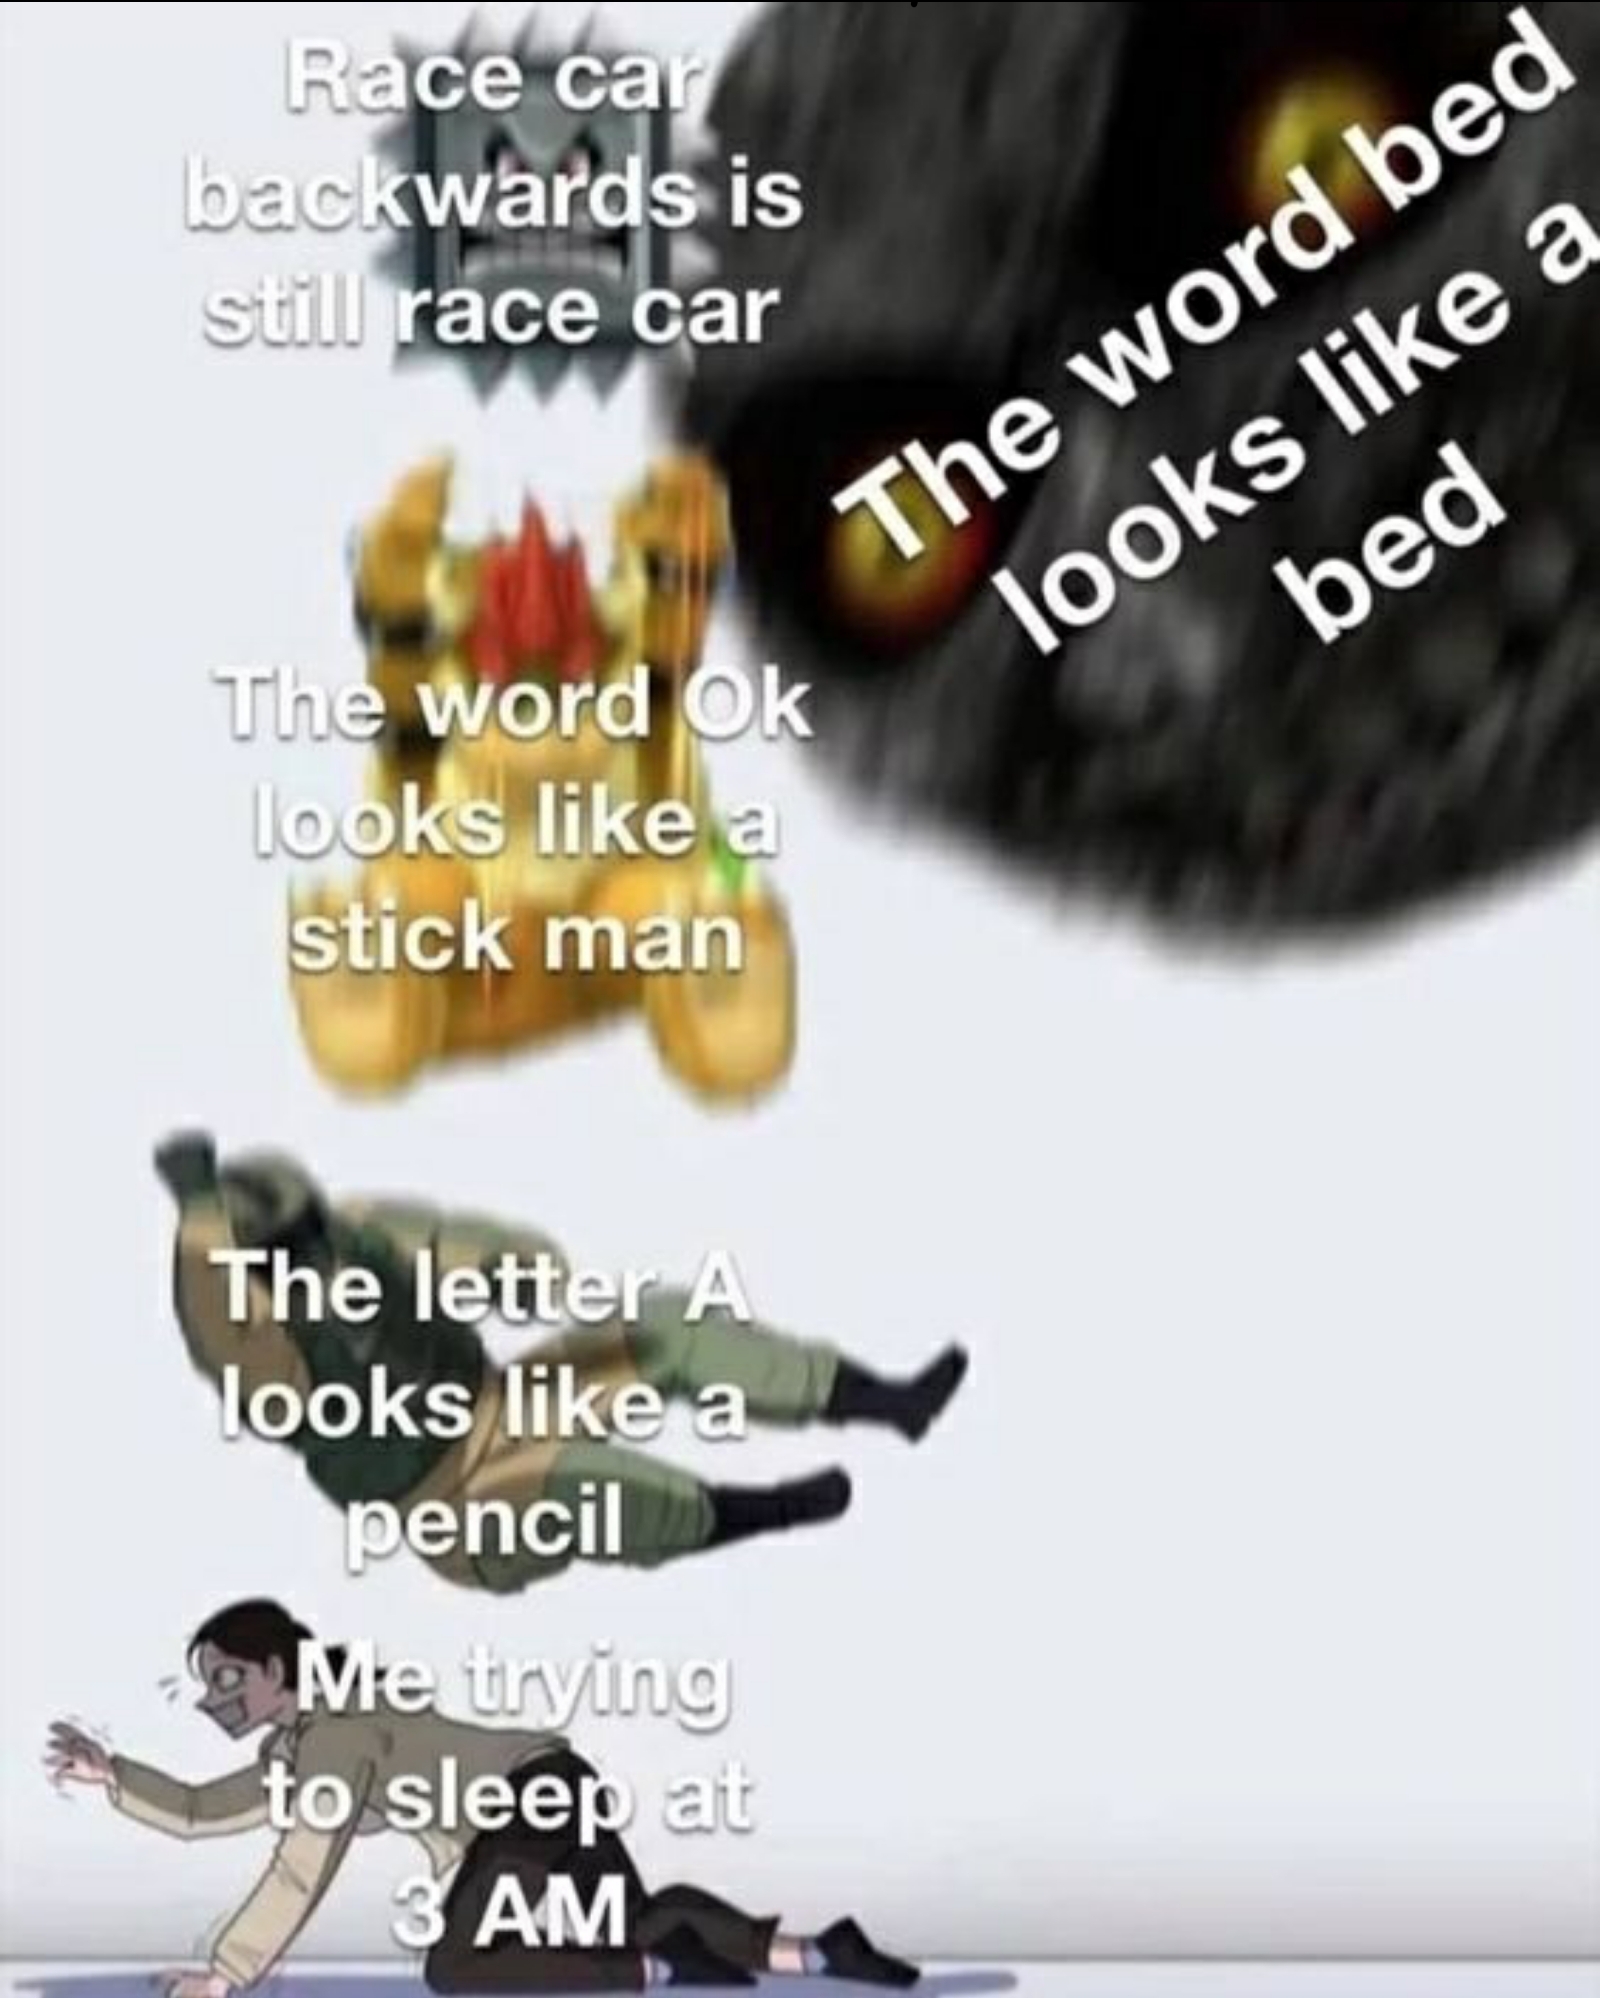 Race car
backwards is
still race car
The word bed
looks like a
bed
The word Ok
looks like a
stick man
The letter A
looks like a
pencil
Me trying
to sleep at
3 AM